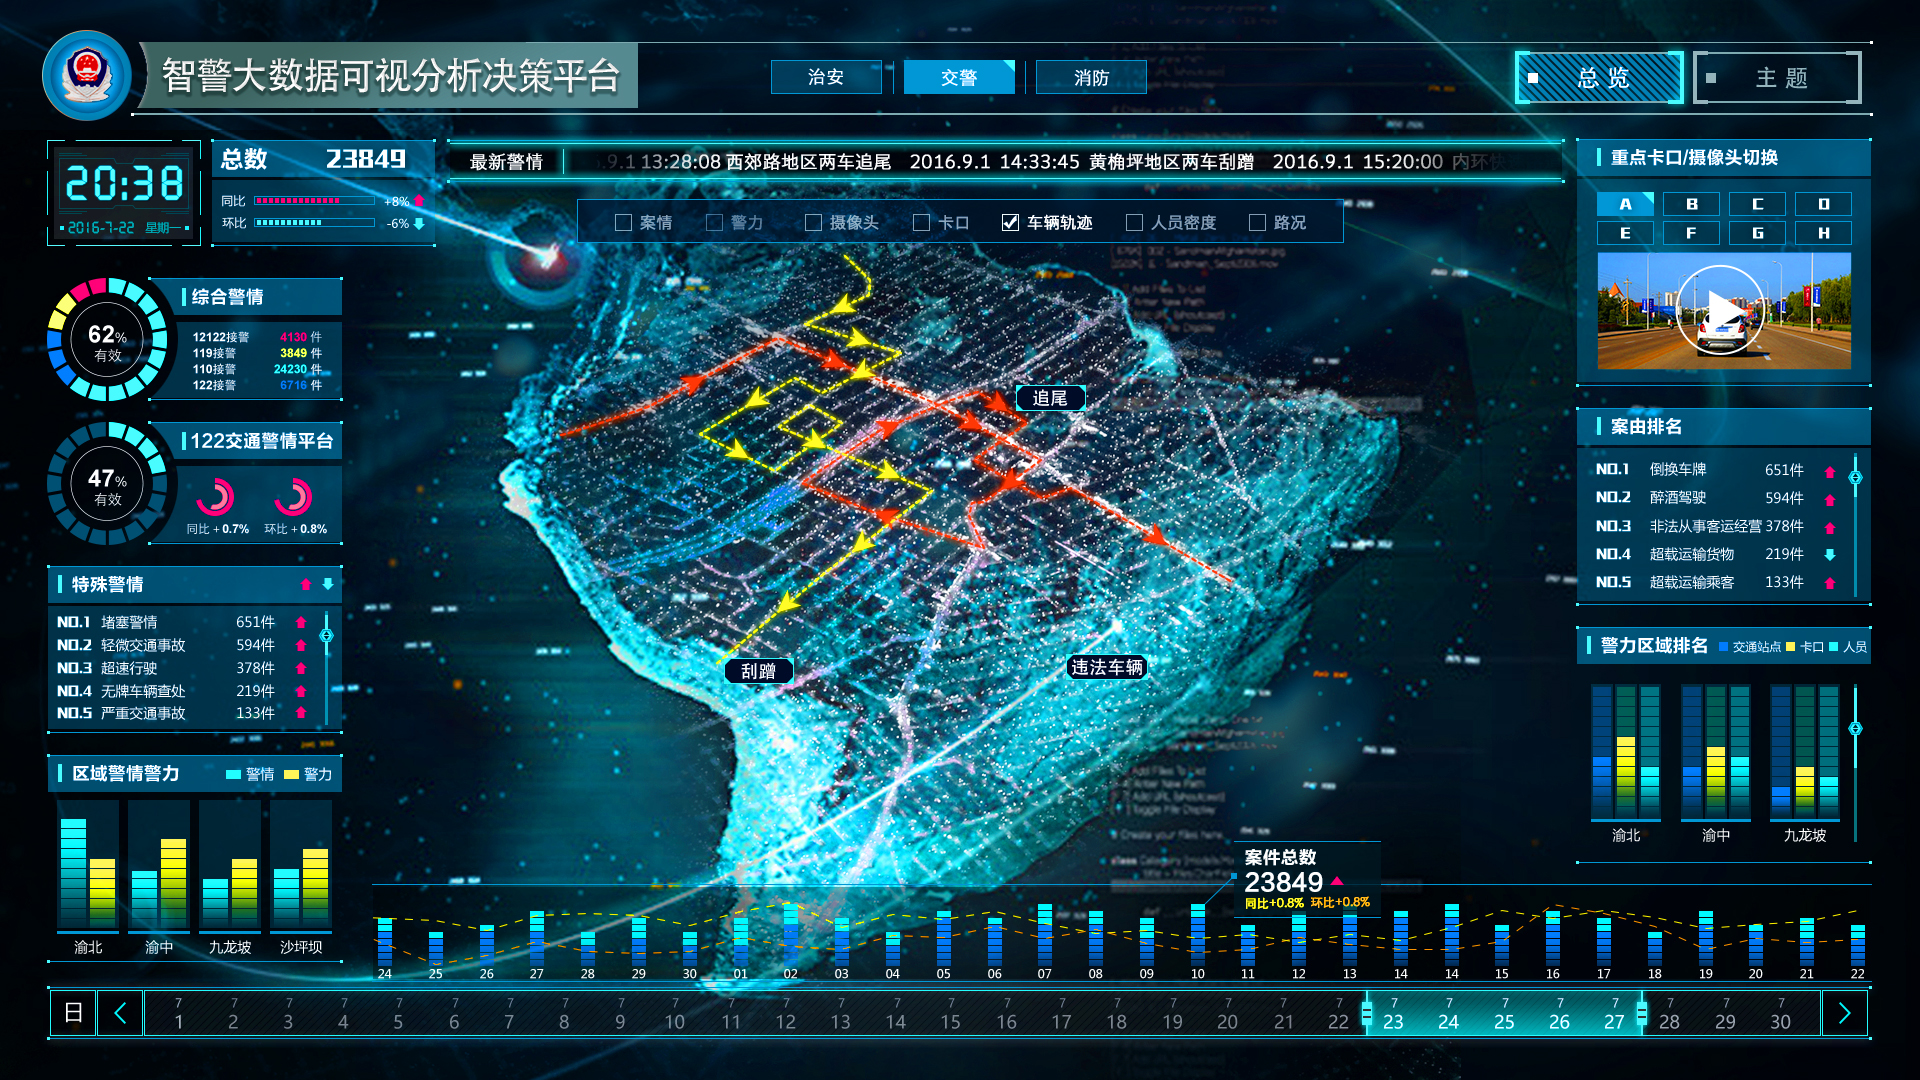 智警大数据可视分析决策平台
治安 交警 消防
总览 主题
20:38
2016-7-22 星期一
总数 23849
同比 +8%
环比 -6%
最新警情 .9.1 13:28:08 西郊路地区两车追尾 2016.9.1 14:33:45 黄桷坪地区两车刮蹭 2016.9.1 15:20:00 内环快
案情 警力 摄像头 卡口 车辆轨迹 人员密度 路况
综合警情
62% 有效
12122接警 4130 件
119接警 3849 件
110接警 24230 件
122接警 6716 件
122交通警情平台
47% 有效
同比 + 0.7% 环比 + 0.8%
特殊警情
NO.1 堵塞警情 651件
NO.2 轻微交通事故 594件
NO.3 超速行驶 378件
NO.4 无牌车辆查处 219件
NO.5 严重交通事故 133件
区域警情警力 警情 警力
渝北 渝中 九龙坡 沙坪坝
追尾
刮蹭
违法车辆
重点卡口/摄像头切换
A B C D
E F G H
案由排名
NO.1 倒换车牌 651件
NO.2 醉酒驾驶 594件
NO.3 非法从事客运经营 378件
NO.4 超载运输货物 219件
NO.5 超载运输乘客 133件
警力区域排名 交通站点 卡口 人员
渝北 渝中 九龙坡
案件总数
23849
同比+0.8% 环比+0.8%
24 25 26 27 28 29 30 01 02 03 04 05 06 07 08 09 10 11 12 13 14 14 15 16 17 18 19 20 21 22
日
7 7 7 7 7 7 7 7 7 7 7 7 7 7 7 7 7 7 7 7 7 7 7 7 7 7 7 7 7 7
1 2 3 4 5 6 7 8 9 10 11 12 13 14 15 16 17 18 19 20 21 22 23 24 25 26 27 28 29 30